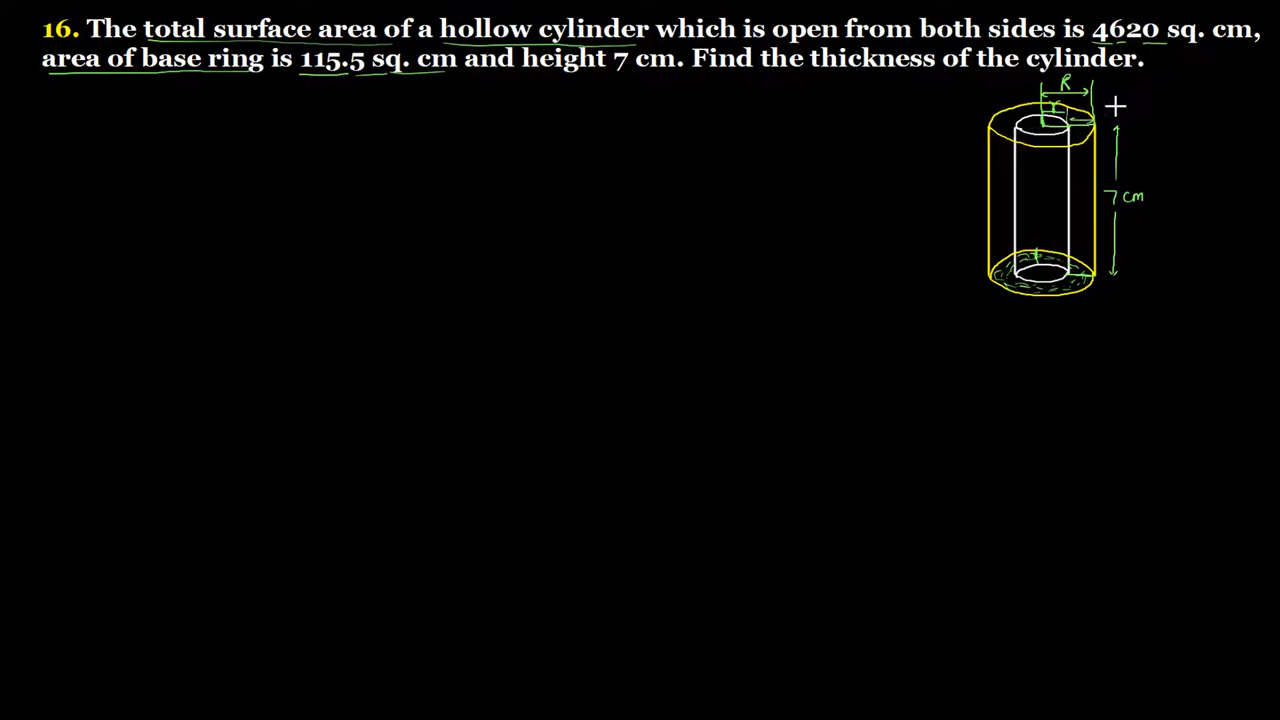 16. The total surface area of a hollow cylinder which is open from both sides is 4620 sq. cm,
area of base ring is 115.5 sq. cm and height 7 cm. Find the thickness of the cylinder.
R
r
7 cm